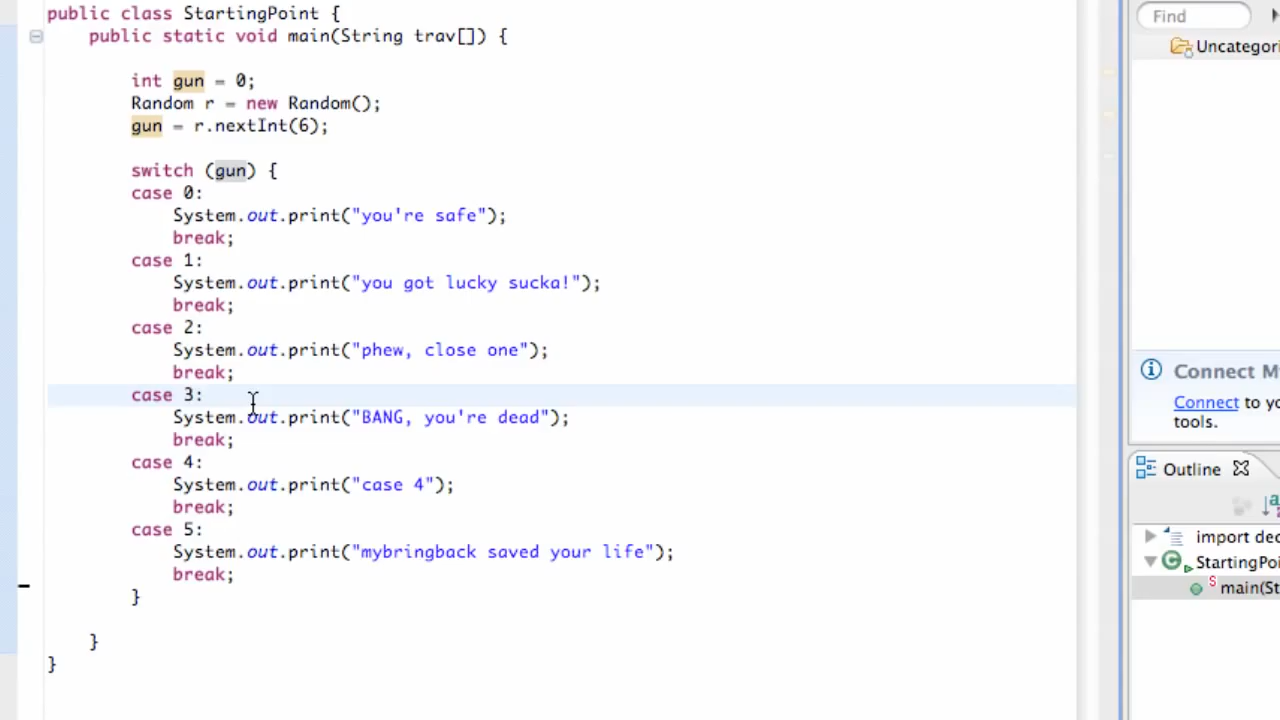 public class StartingPoint {
public static void main(String trav[]) {
int gun = 0;
Random r = new Random();
gun = r.nextInt(6);
switch (gun) {
case 0:
System.out.print("you're safe");
break;
case 1:
System.out.print("you got lucky sucka!");
break;
case 2:
System.out.print("phew, close one");
break;
case 3:
System.out.print("BANG, you're dead");
break;
case 4:
System.out.print("case 4");
break;
case 5:
System.out.print("mybringback saved your life");
break;
}
}
}
Find
Uncategori
Connect My
Connect to yo
tools.
Outline
import dec
StartingPoi
main(St